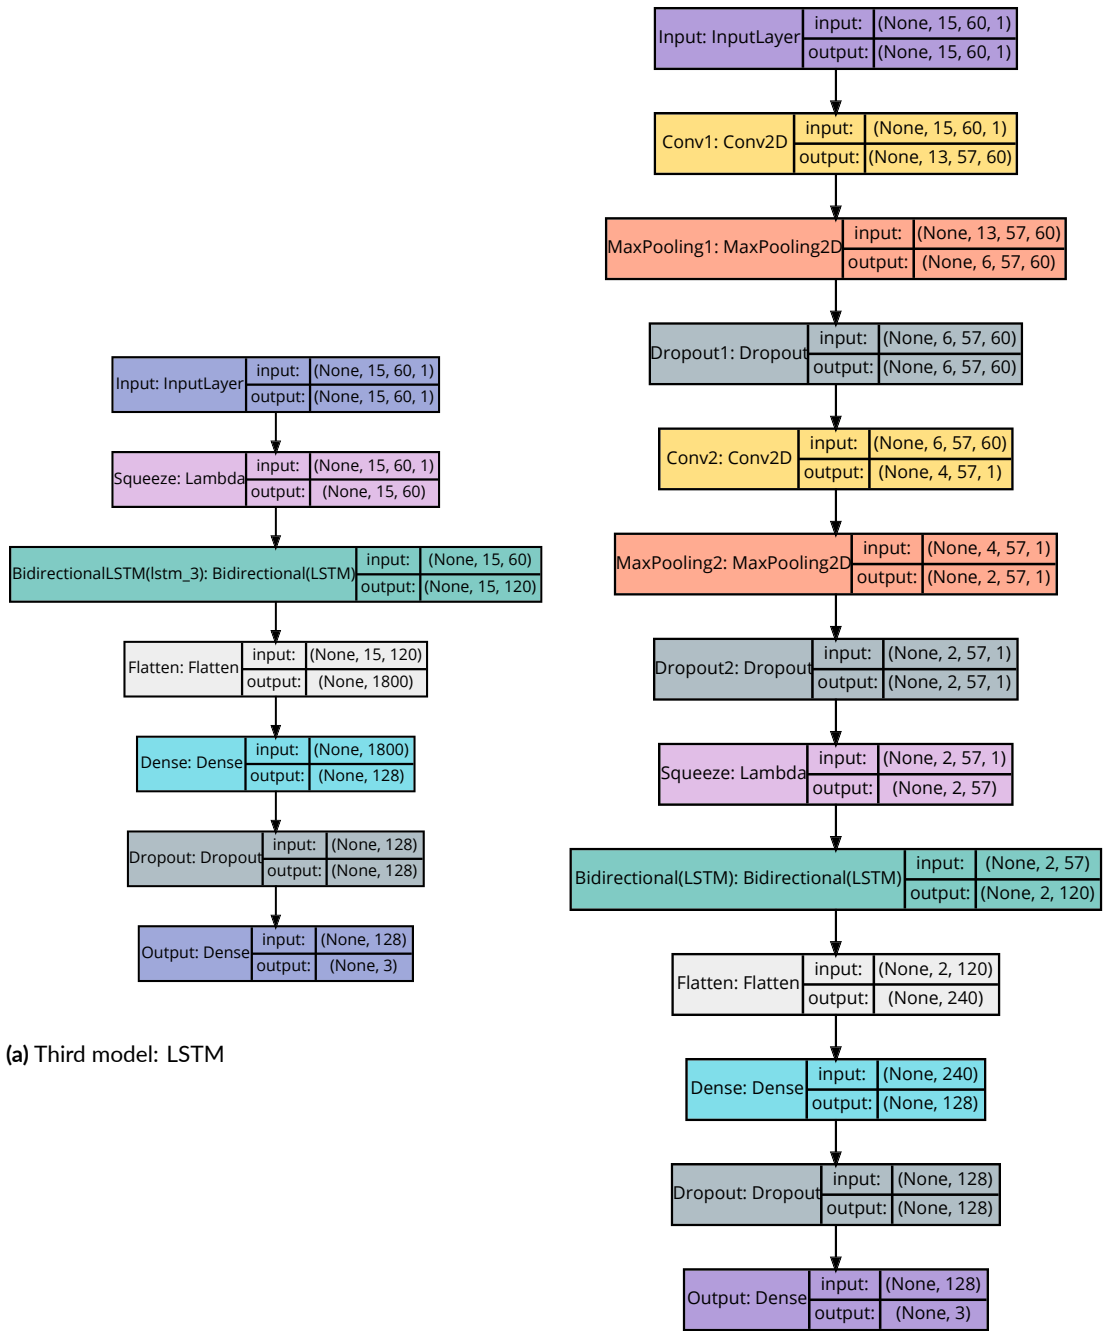 Input: InputLayer
input:
(None, 15, 60, 1)
output:
(None, 15, 60, 1)
Squeeze: Lambda
input:
(None, 15, 60, 1)
output:
(None, 15, 60)
BidirectionalLSTM(lstm_3): Bidirectional(LSTM)
input:
(None, 15, 60)
output:
(None, 15, 120)
Flatten: Flatten
input:
(None, 15, 120)
output:
(None, 1800)
Dense: Dense
input:
(None, 1800)
output:
(None, 128)
Dropout: Dropout
input:
(None, 128)
output:
(None, 128)
Output: Dense
input:
(None, 128)
output:
(None, 3)
(a) Third model: LSTM
Input: InputLayer
input:
(None, 15, 60, 1)
output:
(None, 15, 60, 1)
Conv1: Conv2D
input:
(None, 15, 60, 1)
output:
(None, 13, 57, 60)
MaxPooling1: MaxPooling2D
input:
(None, 13, 57, 60)
output:
(None, 6, 57, 60)
Dropout1: Dropout
input:
(None, 6, 57, 60)
output:
(None, 6, 57, 60)
Conv2: Conv2D
input:
(None, 6, 57, 60)
output:
(None, 4, 57, 1)
MaxPooling2: MaxPooling2D
input:
(None, 4, 57, 1)
output:
(None, 2, 57, 1)
Dropout2: Dropout
input:
(None, 2, 57, 1)
output:
(None, 2, 57, 1)
Squeeze: Lambda
input:
(None, 2, 57, 1)
output:
(None, 2, 57)
Bidirectional(LSTM): Bidirectional(LSTM)
input:
(None, 2, 57)
output:
(None, 2, 120)
Flatten: Flatten
input:
(None, 2, 120)
output:
(None, 240)
Dense: Dense
input:
(None, 240)
output:
(None, 128)
Dropout: Dropout
input:
(None, 128)
output:
(None, 128)
Output: Dense
input:
(None, 128)
output:
(None, 3)